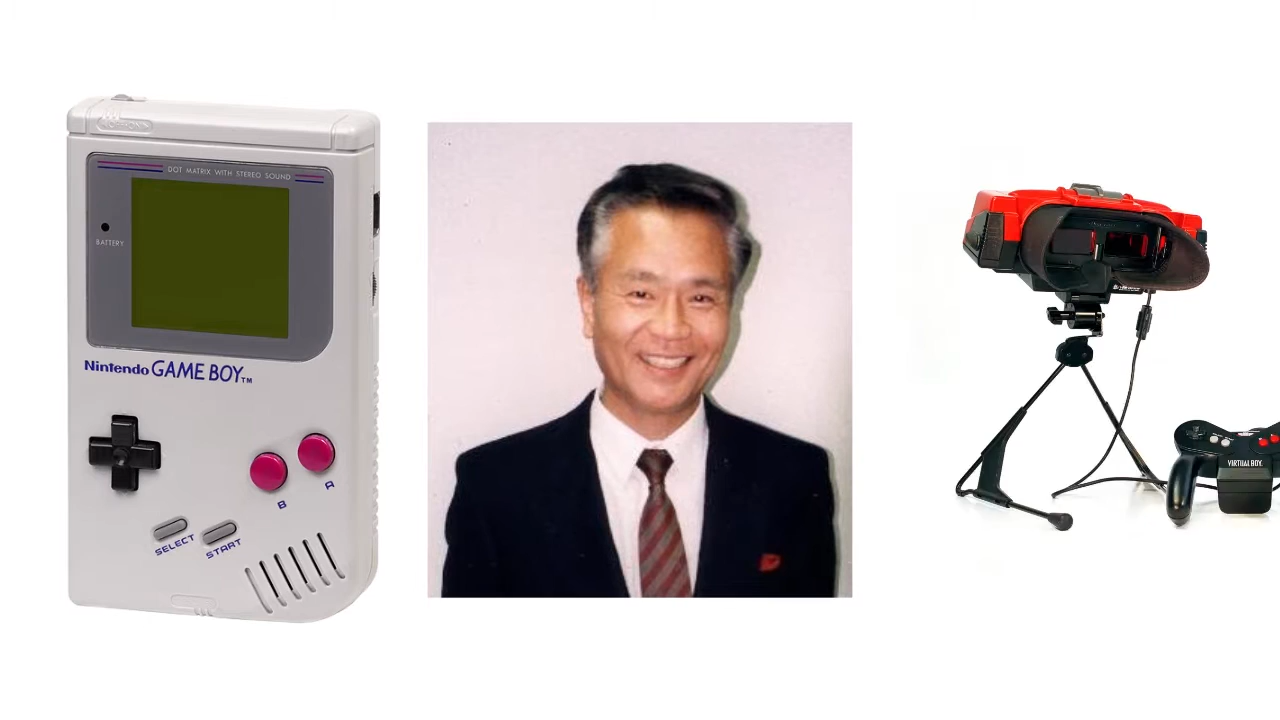 DOT MATRIX WITH STEREO SOUND
BATTERY
Nintendo GAME BOY™
B
A
SELECT
START
VIRTUAL BOY